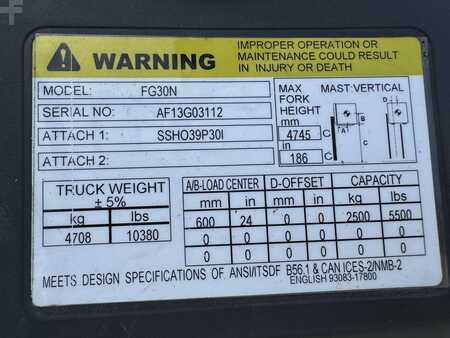 WARNING
IMPROPER OPERATION OR
MAINTENANCE COULD RESULT
IN INJURY OR DEATH
MODEL: FG30N
SERIAL NO: AF13G03112
ATTACH 1: SSHO39P30I
ATTACH 2:
MAX FORK HEIGHT
mm
4745
in
186
MAST:VERTICAL
D
A
B
C
C
C
TRUCK WEIGHT
± 5%
kg lbs
4708 10380
A/B-LOAD CENTER D-OFFSET CAPACITY
mm in mm in kg lbs
600 24 0 0 2500 5500
0 0 0 0 0 0
0 0 0 0 0 0
MEETS DESIGN SPECIFICATIONS OF ANSI/ITSDF B56.1 & CAN ICES-2/NMB-2
ENGLISH 93083-17800